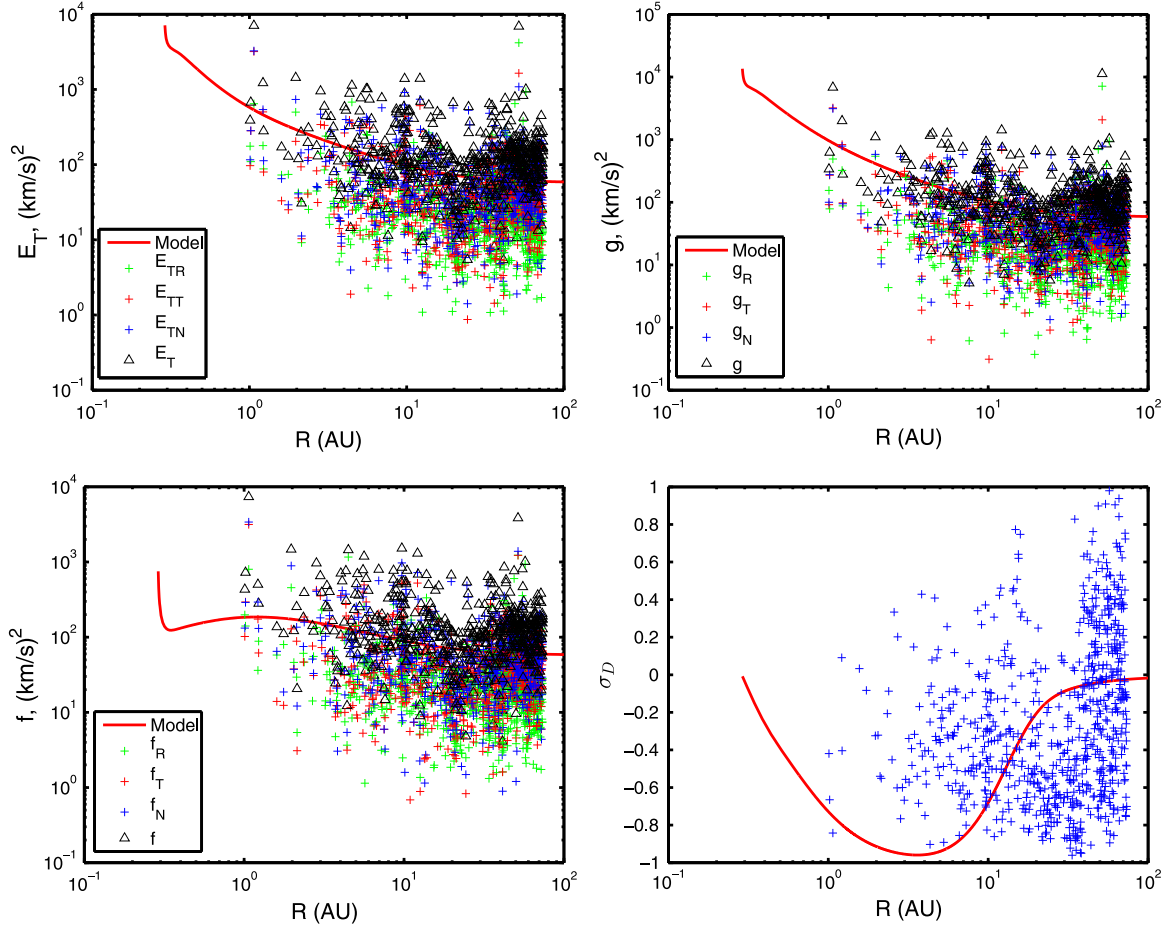 10^4
10^3
10^2
10^1
10^0
10^-1
E_T, (km/s)^2
Model
E_TR
E_TT
E_TN
E_T
10^-1 10^0 10^1 10^2
R (AU)
10^5
10^4
10^3
10^2
10^1
10^0
10^-1
g, (km/s)^2
Model
g_R
g_T
g_N
g
10^-1 10^0 10^1 10^2
R (AU)
10^4
10^3
10^2
10^1
10^0
10^-1
f, (km/s)^2
Model
f_R
f_T
f_N
f
10^-1 10^0 10^1 10^2
R (AU)
1
0.8
0.6
0.4
0.2
0
−0.2
−0.4
−0.6
−0.8
−1
σ_D
10^-1 10^0 10^1 10^2
R (AU)